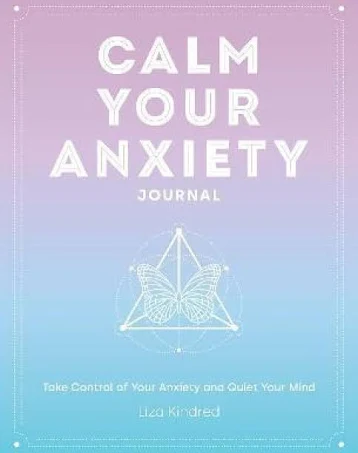 CALM
YOUR
ANXIETY
JOURNAL
Take Control of Your Anxiety and Quiet Your Mind
Liza Kindred